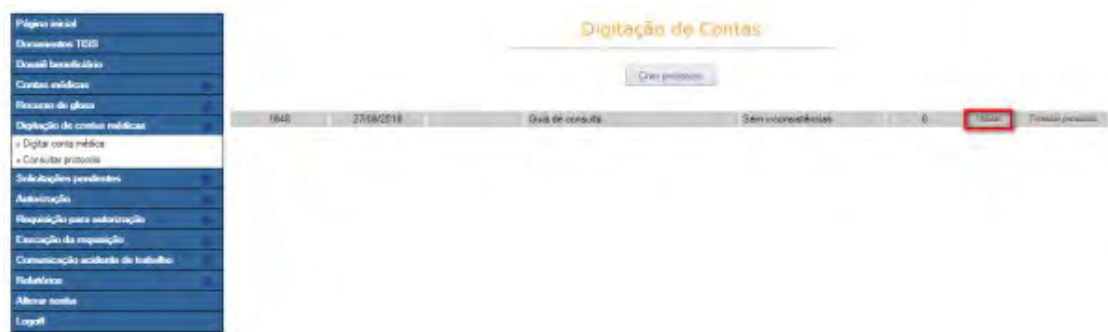 Página inicial
Documentos TISS
Dossiê beneficiário
Contas médicas
Recurso de glosa
Digitação de contas médicas
» Digitar conta médica
» Consultar protocolo
Solicitações pendentes
Autorização
Requisição para autorização
Execução da requisição
Comunicação acidente de trabalho
Relatórios
Alterar senha
Logoff
Digitação de Contas
Criar protocolo
1848 27/08/2018 Guia de consulta Sem inconsistências 0 Digitar